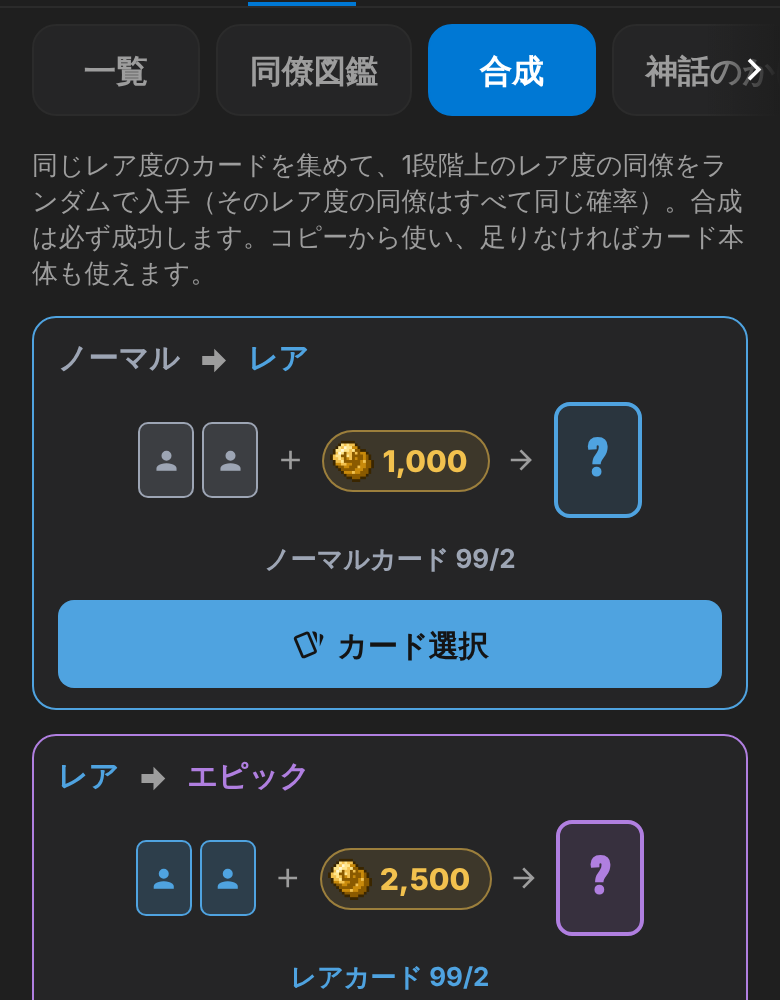 一覧
同僚図鑑
合成
神話の
同じレア度のカードを集めて、1段階上のレア度の同僚をラ
ンダムで入手（そのレア度の同僚はすべて同じ確率）。合成
は必ず成功します。コピーから使い、足りなければカード本
体も使えます。
ノーマル ➡ レア
+ 1,000 → ?
ノーマルカード 99/2
カード選択
レア ➡ エピック
+ 2,500 → ?
レアカード 99/2